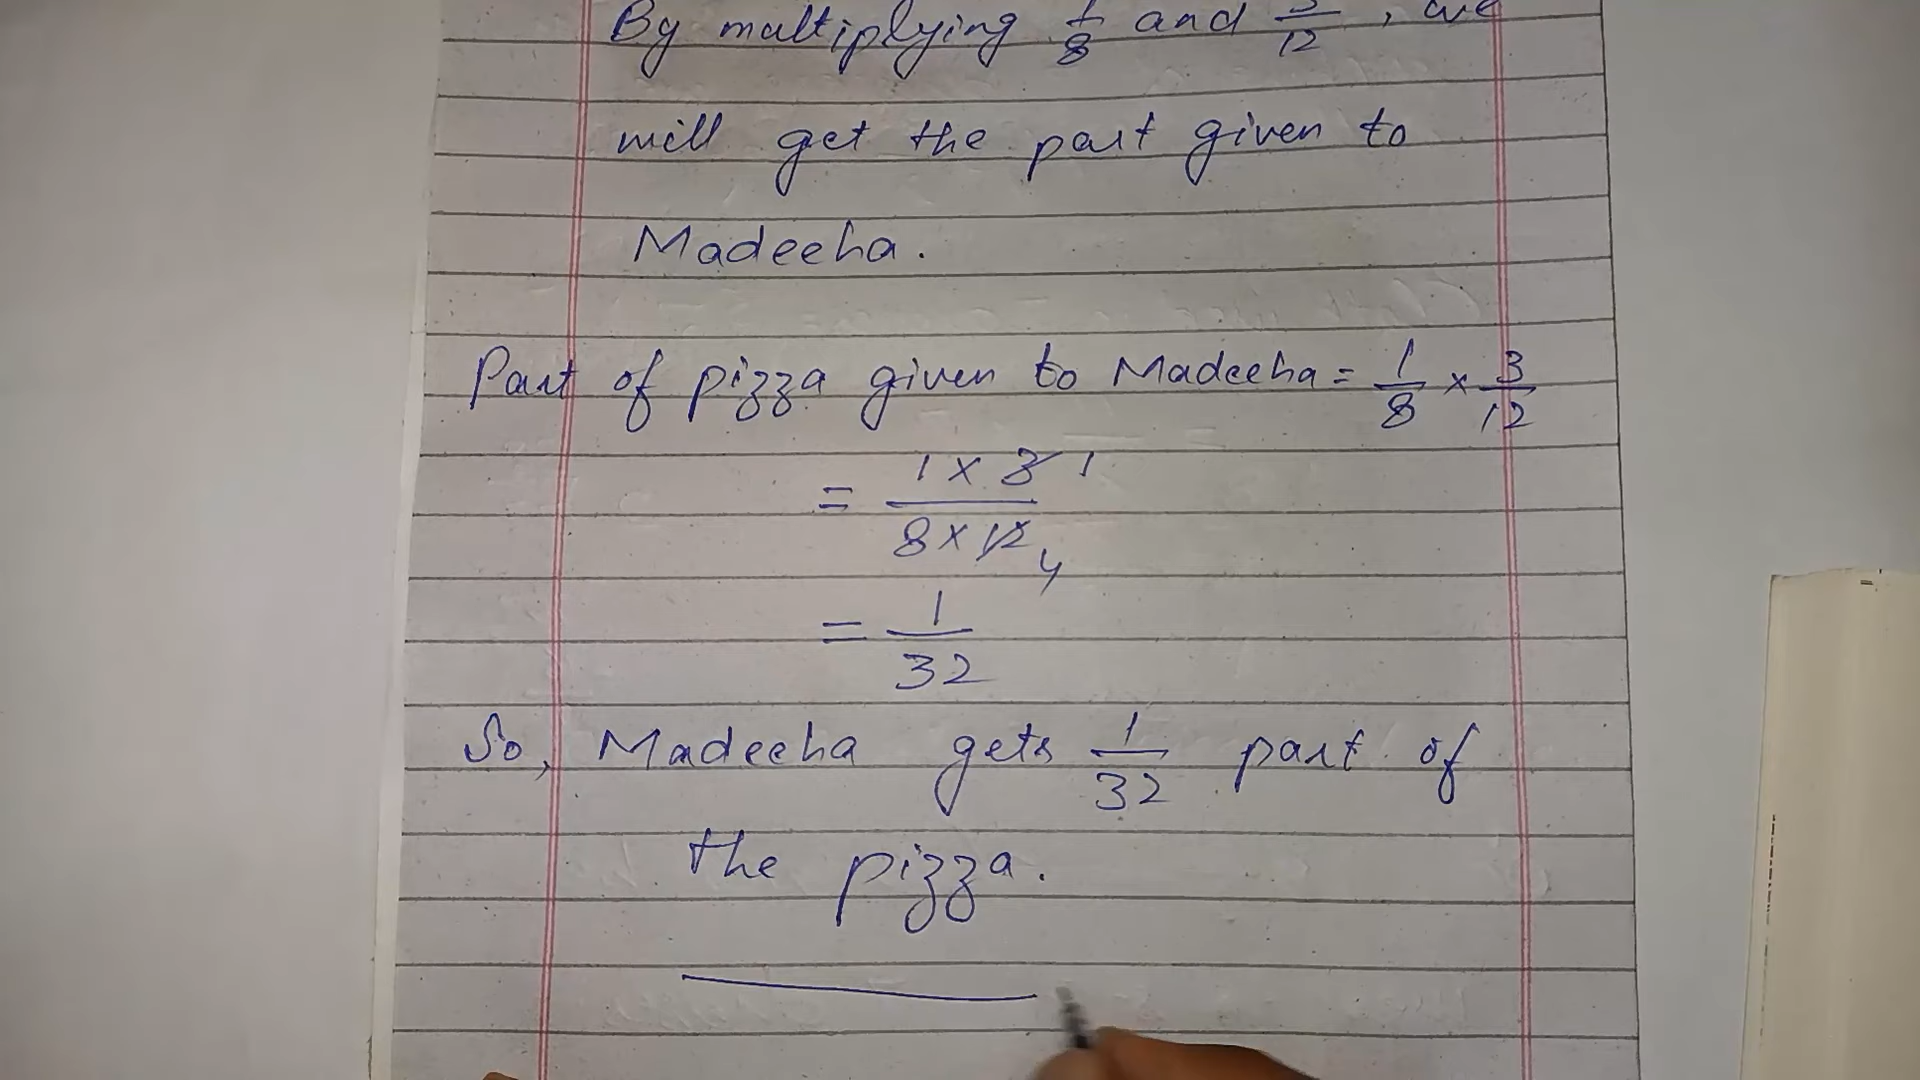 By multiplying 1/8 and 3/12, we
will get the part given to
Madeeha.
Part of pizza given to Madeeha = 1/8 × 3/12
= 1 × 3 1 / 8 × 12 4
= 1/32
So, Madeeha gets 1/32 part of
the pizza.